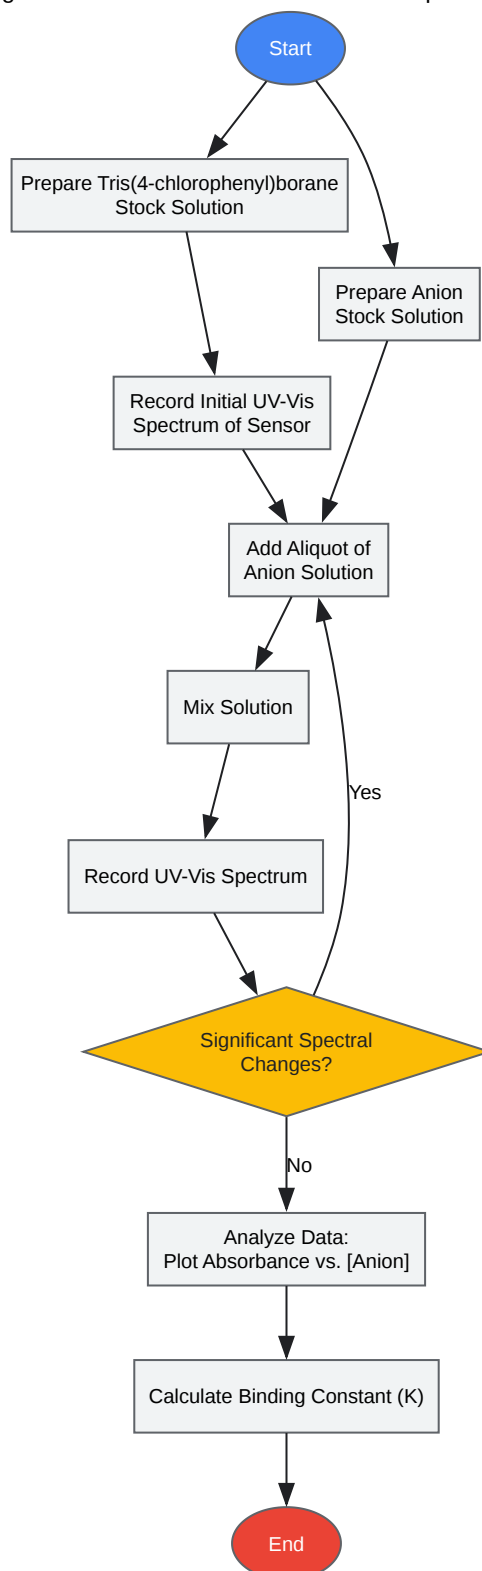 Start
Prepare Tris(4-chlorophenyl)borane
Stock Solution
Prepare Anion
Stock Solution
Record Initial UV-Vis
Spectrum of Sensor
Add Aliquot of
Anion Solution
Mix Solution
Yes
Record UV-Vis Spectrum
Significant Spectral
Changes?
No
Analyze Data:
Plot Absorbance vs. [Anion]
Calculate Binding Constant (K)
End